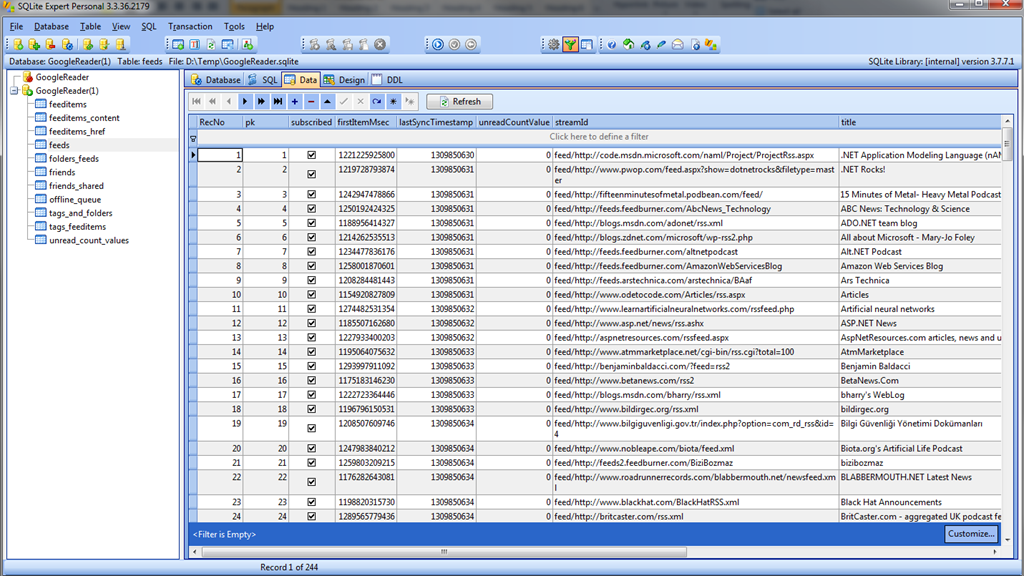 SQLite Expert Personal 3.3.36.2179
File Database Table View SQL Transaction Tools Help
Database: GoogleReader(1) Table: feeds File: D:\Temp\GoogleReader.sqlite SQLite Library: [internal] version 3.7.7.1
GoogleReader
GoogleReader(1)
feeditems
feeditems_content
feeditems_href
feeds
folders_feeds
friends
friends_shared
offline_queue
tags_and_folders
tags_feeditems
unread_count_values
Database SQL Data Design DDL
Refresh
RecNo pk subscribed firstItemMsec lastSyncTimestamp unreadCountValue streamId title
Click here to define a filter
1 1 1221225925800 1309850630 0 feed/http://code.msdn.microsoft.com/naml/Project/ProjectRss.aspx .NET Application Modeling Language (nAM
2 2 1219728793874 1309850631 0 feed/http://www.pwop.com/feed.aspx?show=dotnetrocks&filetype=mast .NET Rocks!
er
3 3 1242947478866 1309850631 0 feed/http://fifteenminutesofmetal.podbean.com/feed/ 15 Minutes of Metal- Heavy Metal Podcast
4 4 1250192424325 1309850631 0 feed/http://feeds.feedburner.com/AbcNews_Technology ABC News: Technology & Science
5 5 1188956414327 1309850631 0 feed/http://blogs.msdn.com/adonet/rss.xml ADO.NET team blog
6 6 1214262535513 1309850631 0 feed/http://blogs.zdnet.com/microsoft/wp-rss2.php All about Microsoft - Mary-Jo Foley
7 7 1234477836176 1309850631 0 feed/http://feeds.feedburner.com/altnetpodcast Alt.NET Podcast
8 8 1258001870601 1309850631 0 feed/http://feeds.feedburner.com/AmazonWebServicesBlog Amazon Web Services Blog
9 9 1208284481443 1309850631 0 feed/http://feeds.arstechnica.com/arstechnica/BAaf Ars Technica
10 10 1154920827809 1309850631 0 feed/http://www.odetocode.com/Articles/rss.aspx Articles
11 11 1274482531354 1309850632 0 feed/http://www.learnartificialneuralnetworks.com/rssfeed.php Artificial neural networks
12 12 1185507162680 1309850632 0 feed/http://www.asp.net/news/rss.ashx ASP.NET News
13 13 1227933400203 1309850632 0 feed/http://aspnetresources.com/rssfeed.aspx AspNetResources.com articles, news and u
14 14 1195064075632 1309850633 0 feed/http://www.atmmarketplace.net/cgi-bin/rss.cgi?total=100 AtmMarketplace
15 15 1293997911092 1309850633 0 feed/http://benjaminbaldacci.com/?feed=rss2 Benjamin Baldacci
16 16 1175183146230 1309850633 0 feed/http://www.betanews.com/rss2 BetaNews.Com
17 17 1222723364446 1309850633 0 feed/http://blogs.msdn.com/bharry/rss.xml bharry's WebLog
18 18 1196796150531 1309850633 0 feed/http://www.bildirgec.org/rss.xml bildirgec.org
19 19 1208507609746 1309850634 0 feed/http://www.bilgiguvenligi.gov.tr/index.php?option=com_rd_rss&id= Bilgi Güvenliği Yönetimi Dokümanları
4
20 20 1247983840212 1309850634 0 feed/http://www.nobleape.com/biota/feed.xml Biota.org's Artificial Life Podcast
21 21 1259803209215 1309850634 0 feed/http://feeds2.feedburner.com/BiziBozmaz bizibozmaz
22 22 1176282643081 1309850634 0 feed/http://www.roadrunnerrecords.com/blabbermouth.net/newsfeed.xm BLABBERMOUTH.NET Latest News
l
23 23 1198820315730 1309850634 0 feed/http://www.blackhat.com/BlackHatRSS.xml Black Hat Announcements
24 24 1289565779436 1309850634 0 feed/http://britcaster.com/rss.xml BritCaster.com - aggregated UK podcast fe
<Filter is Empty> Customize...
Record 1 of 244